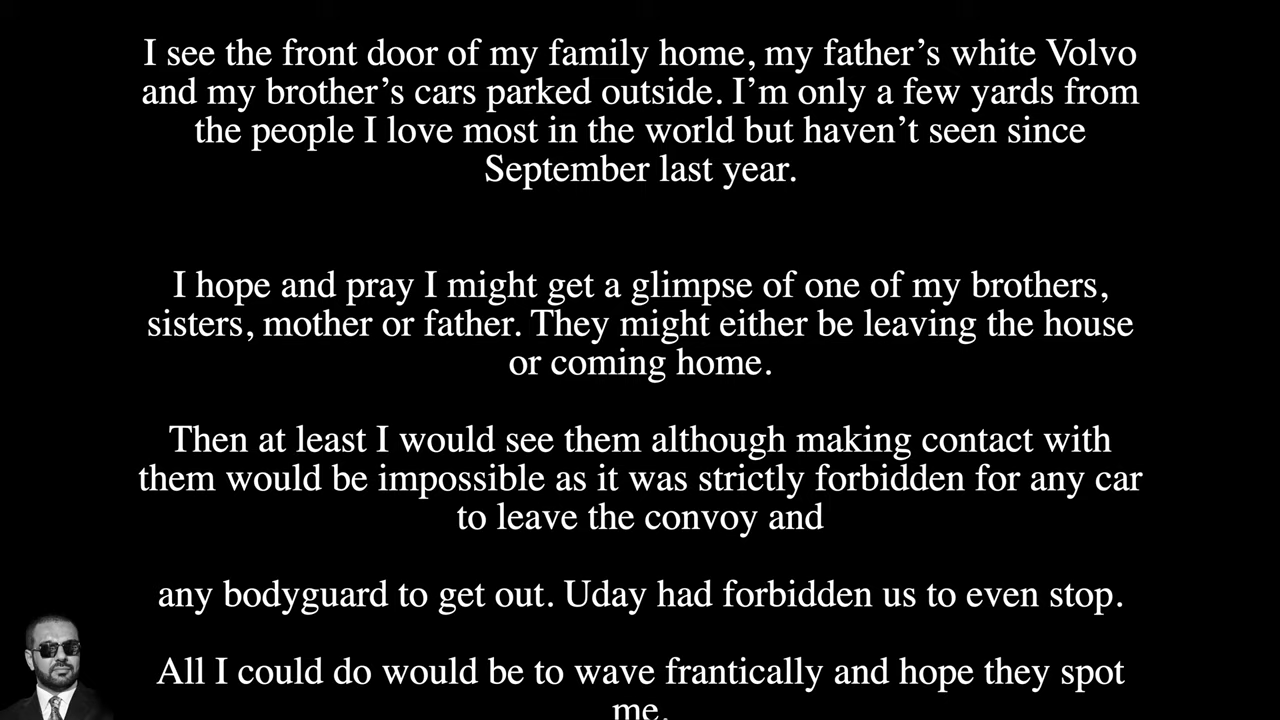 I see the front door of my family home, my father’s white Volvo
and my brother’s cars parked outside. I’m only a few yards from
the people I love most in the world but haven’t seen since
September last year.
I hope and pray I might get a glimpse of one of my brothers,
sisters, mother or father. They might either be leaving the house
or coming home.
Then at least I would see them although making contact with
them would be impossible as it was strictly forbidden for any car
to leave the convoy and
any bodyguard to get out. Uday had forbidden us to even stop.
All I could do would be to wave frantically and hope they spot
me.